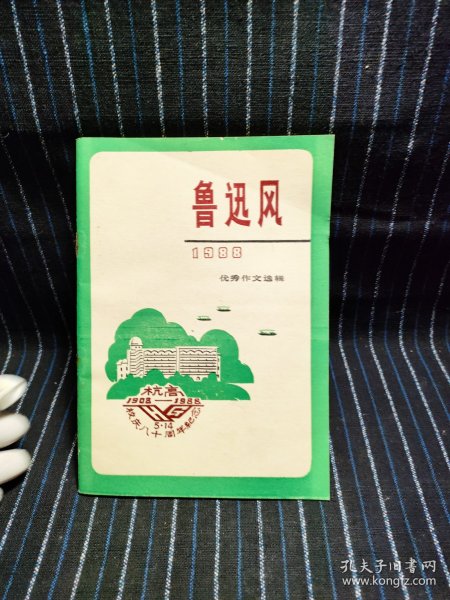 鲁迅风
1988
优秀作文选辑
杭高
1908—1988
5·14
校庆八十周年纪念
孔夫子旧书网
www.kongfz.com